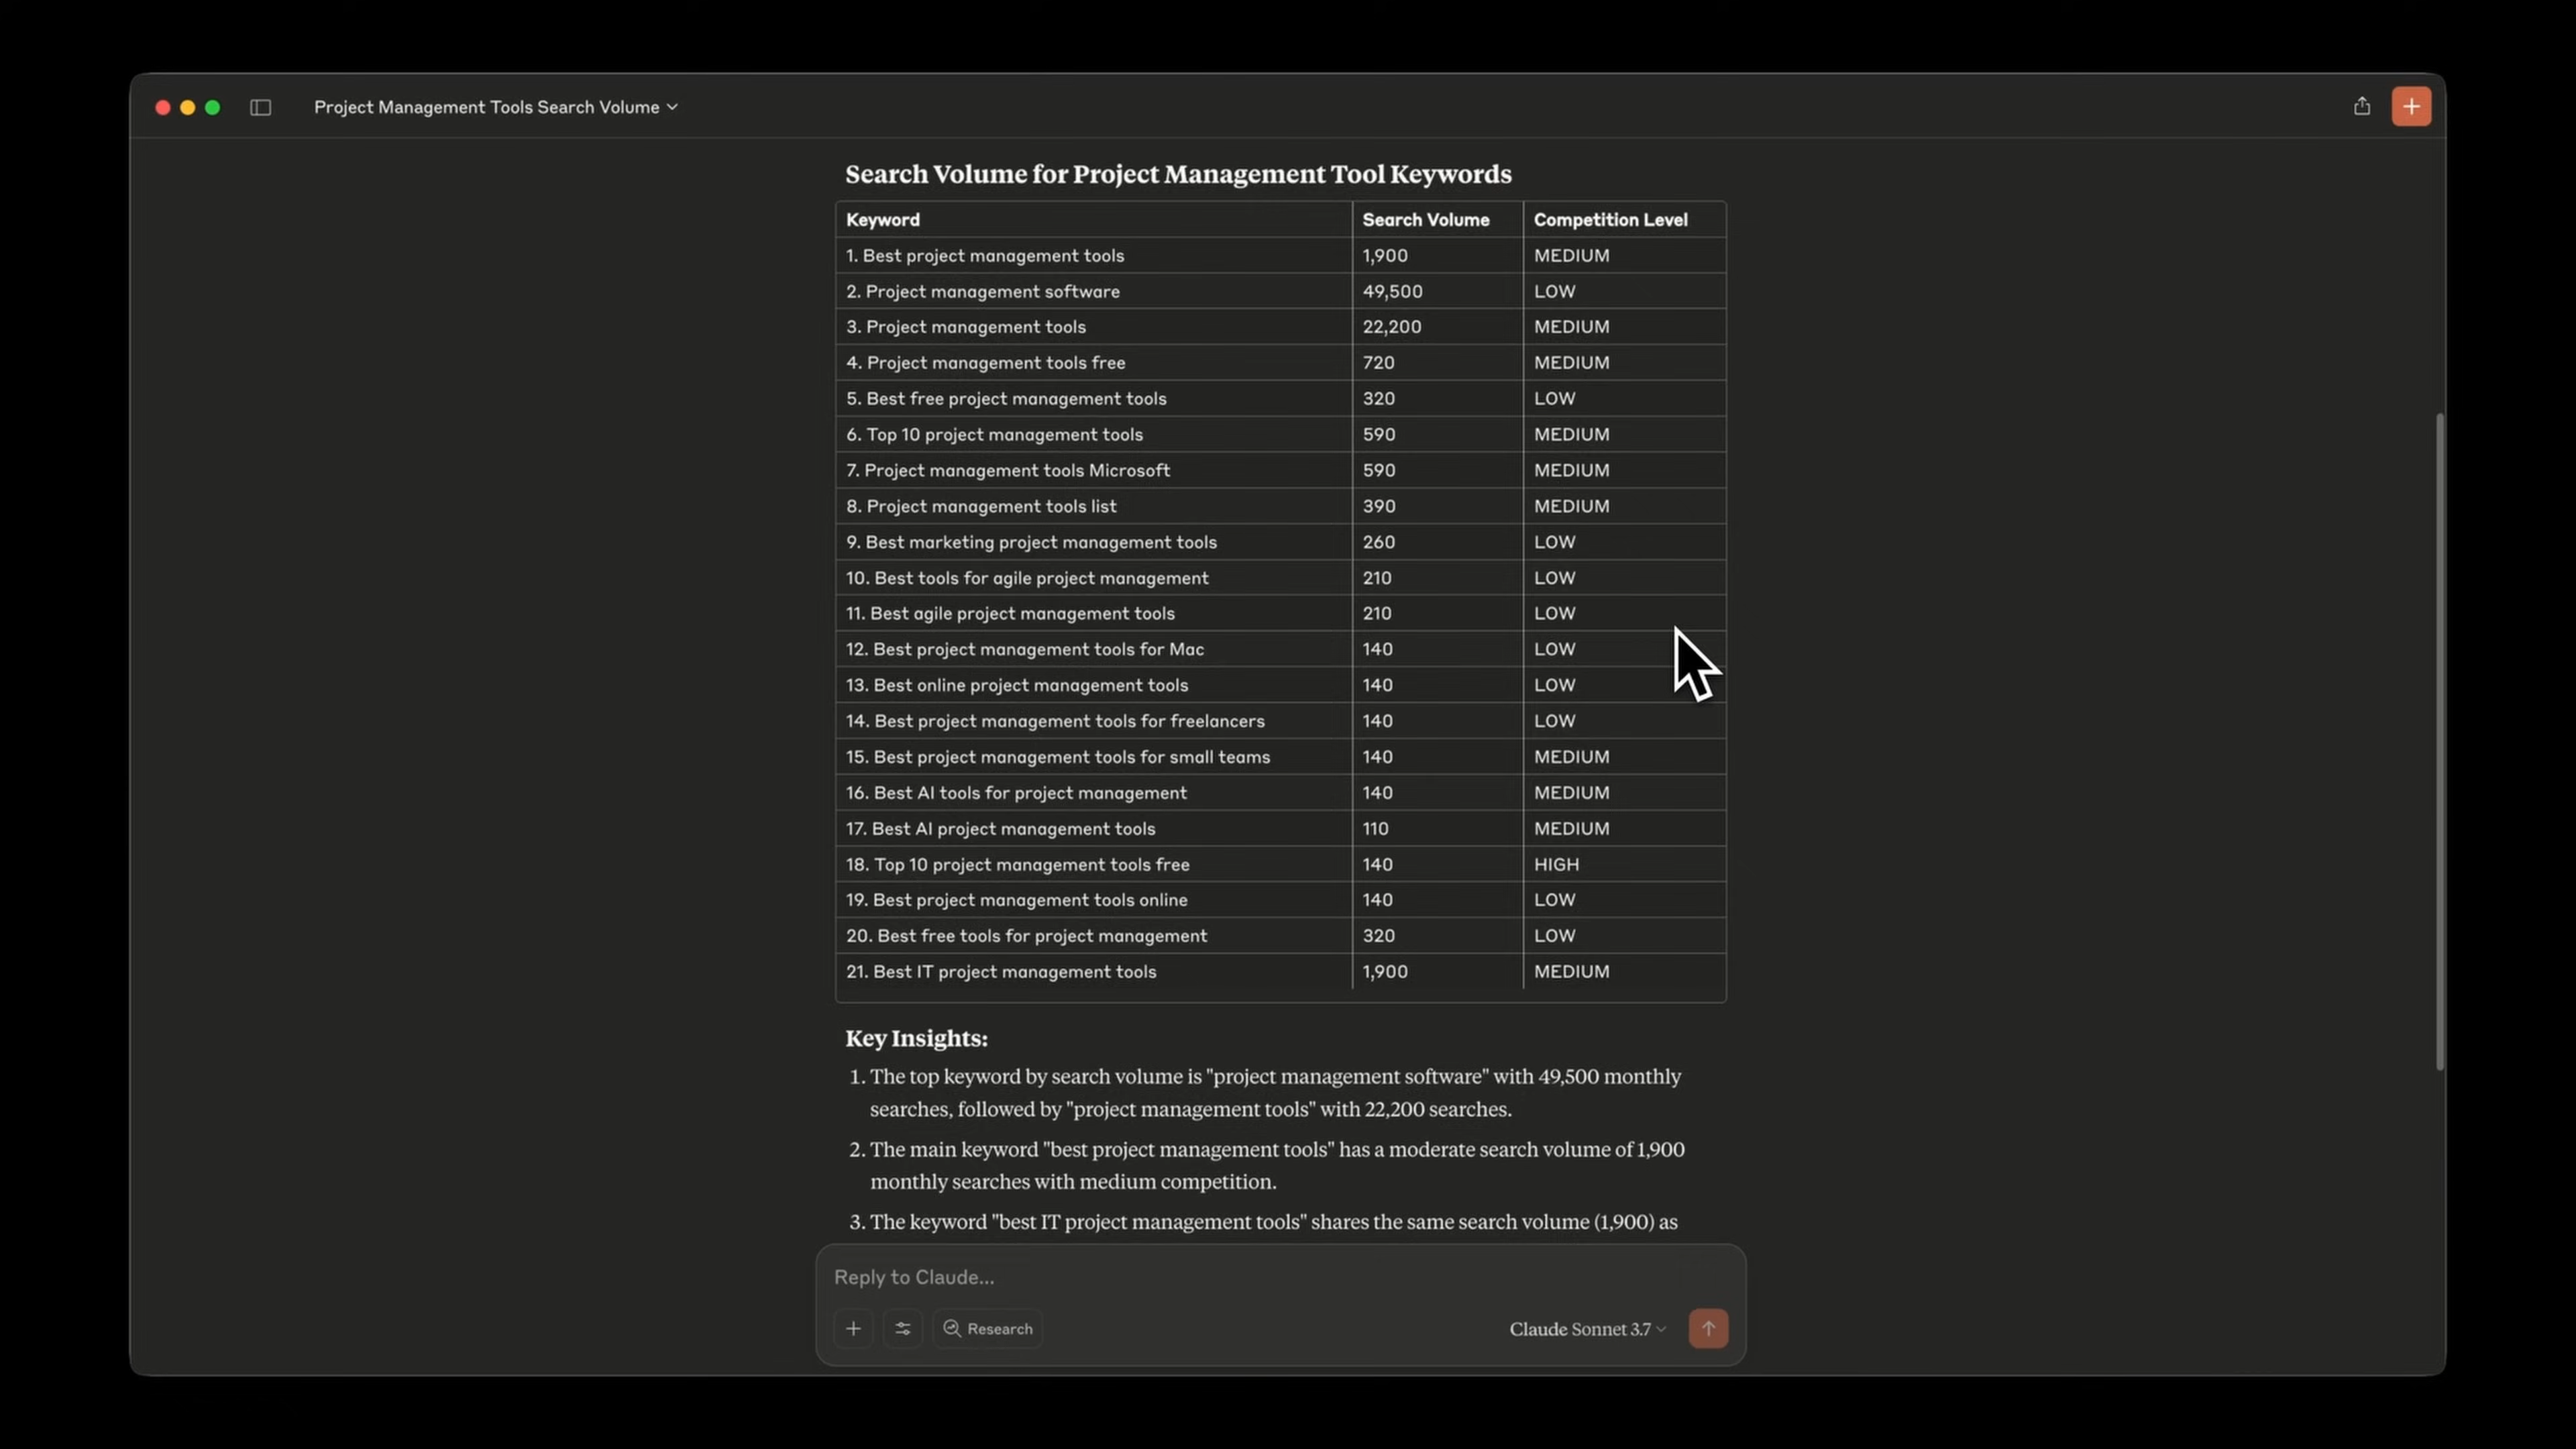 Project Management Tools Search Volume
Search Volume for Project Management Tool Keywords
Keyword Search Volume Competition Level
1. Best project management tools 1,900 MEDIUM
2. Project management software 49,500 LOW
3. Project management tools 22,200 MEDIUM
4. Project management tools free 720 MEDIUM
5. Best free project management tools 320 LOW
6. Top 10 project management tools 590 MEDIUM
7. Project management tools Microsoft 590 MEDIUM
8. Project management tools list 390 MEDIUM
9. Best marketing project management tools 260 LOW
10. Best tools for agile project management 210 LOW
11. Best agile project management tools 210 LOW
12. Best project management tools for Mac 140 LOW
13. Best online project management tools 140 LOW
14. Best project management tools for freelancers 140 LOW
15. Best project management tools for small teams 140 MEDIUM
16. Best AI tools for project management 140 MEDIUM
17. Best AI project management tools 110 MEDIUM
18. Top 10 project management tools free 140 HIGH
19. Best project management tools online 140 LOW
20. Best free tools for project management 320 LOW
21. Best IT project management tools 1,900 MEDIUM
Key Insights:
1. The top keyword by search volume is "project management software" with 49,500 monthly
searches, followed by "project management tools" with 22,200 searches.
2. The main keyword "best project management tools" has a moderate search volume of 1,900
monthly searches with medium competition.
3. The keyword "best IT project management tools" shares the same search volume (1,900) as
Reply to Claude...
Research
Claude Sonnet 3.7